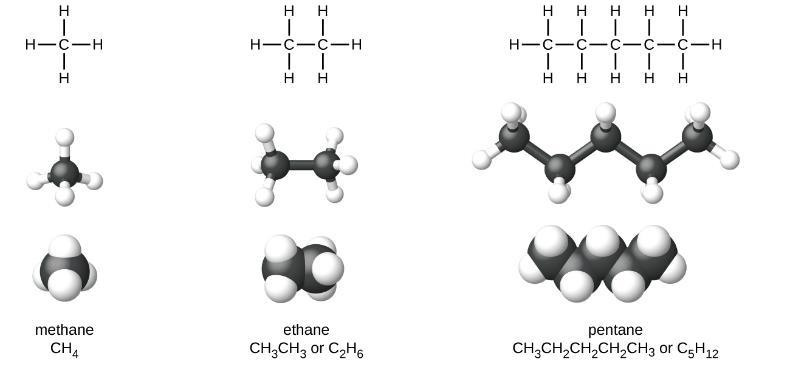 H H H H H H H H
H C H H C C H H C C C C C H
H H H H H H H H
methane ethane pentane
CH4 CH3CH3 or C2H6 CH3CH2CH2CH2CH3 or C5H12